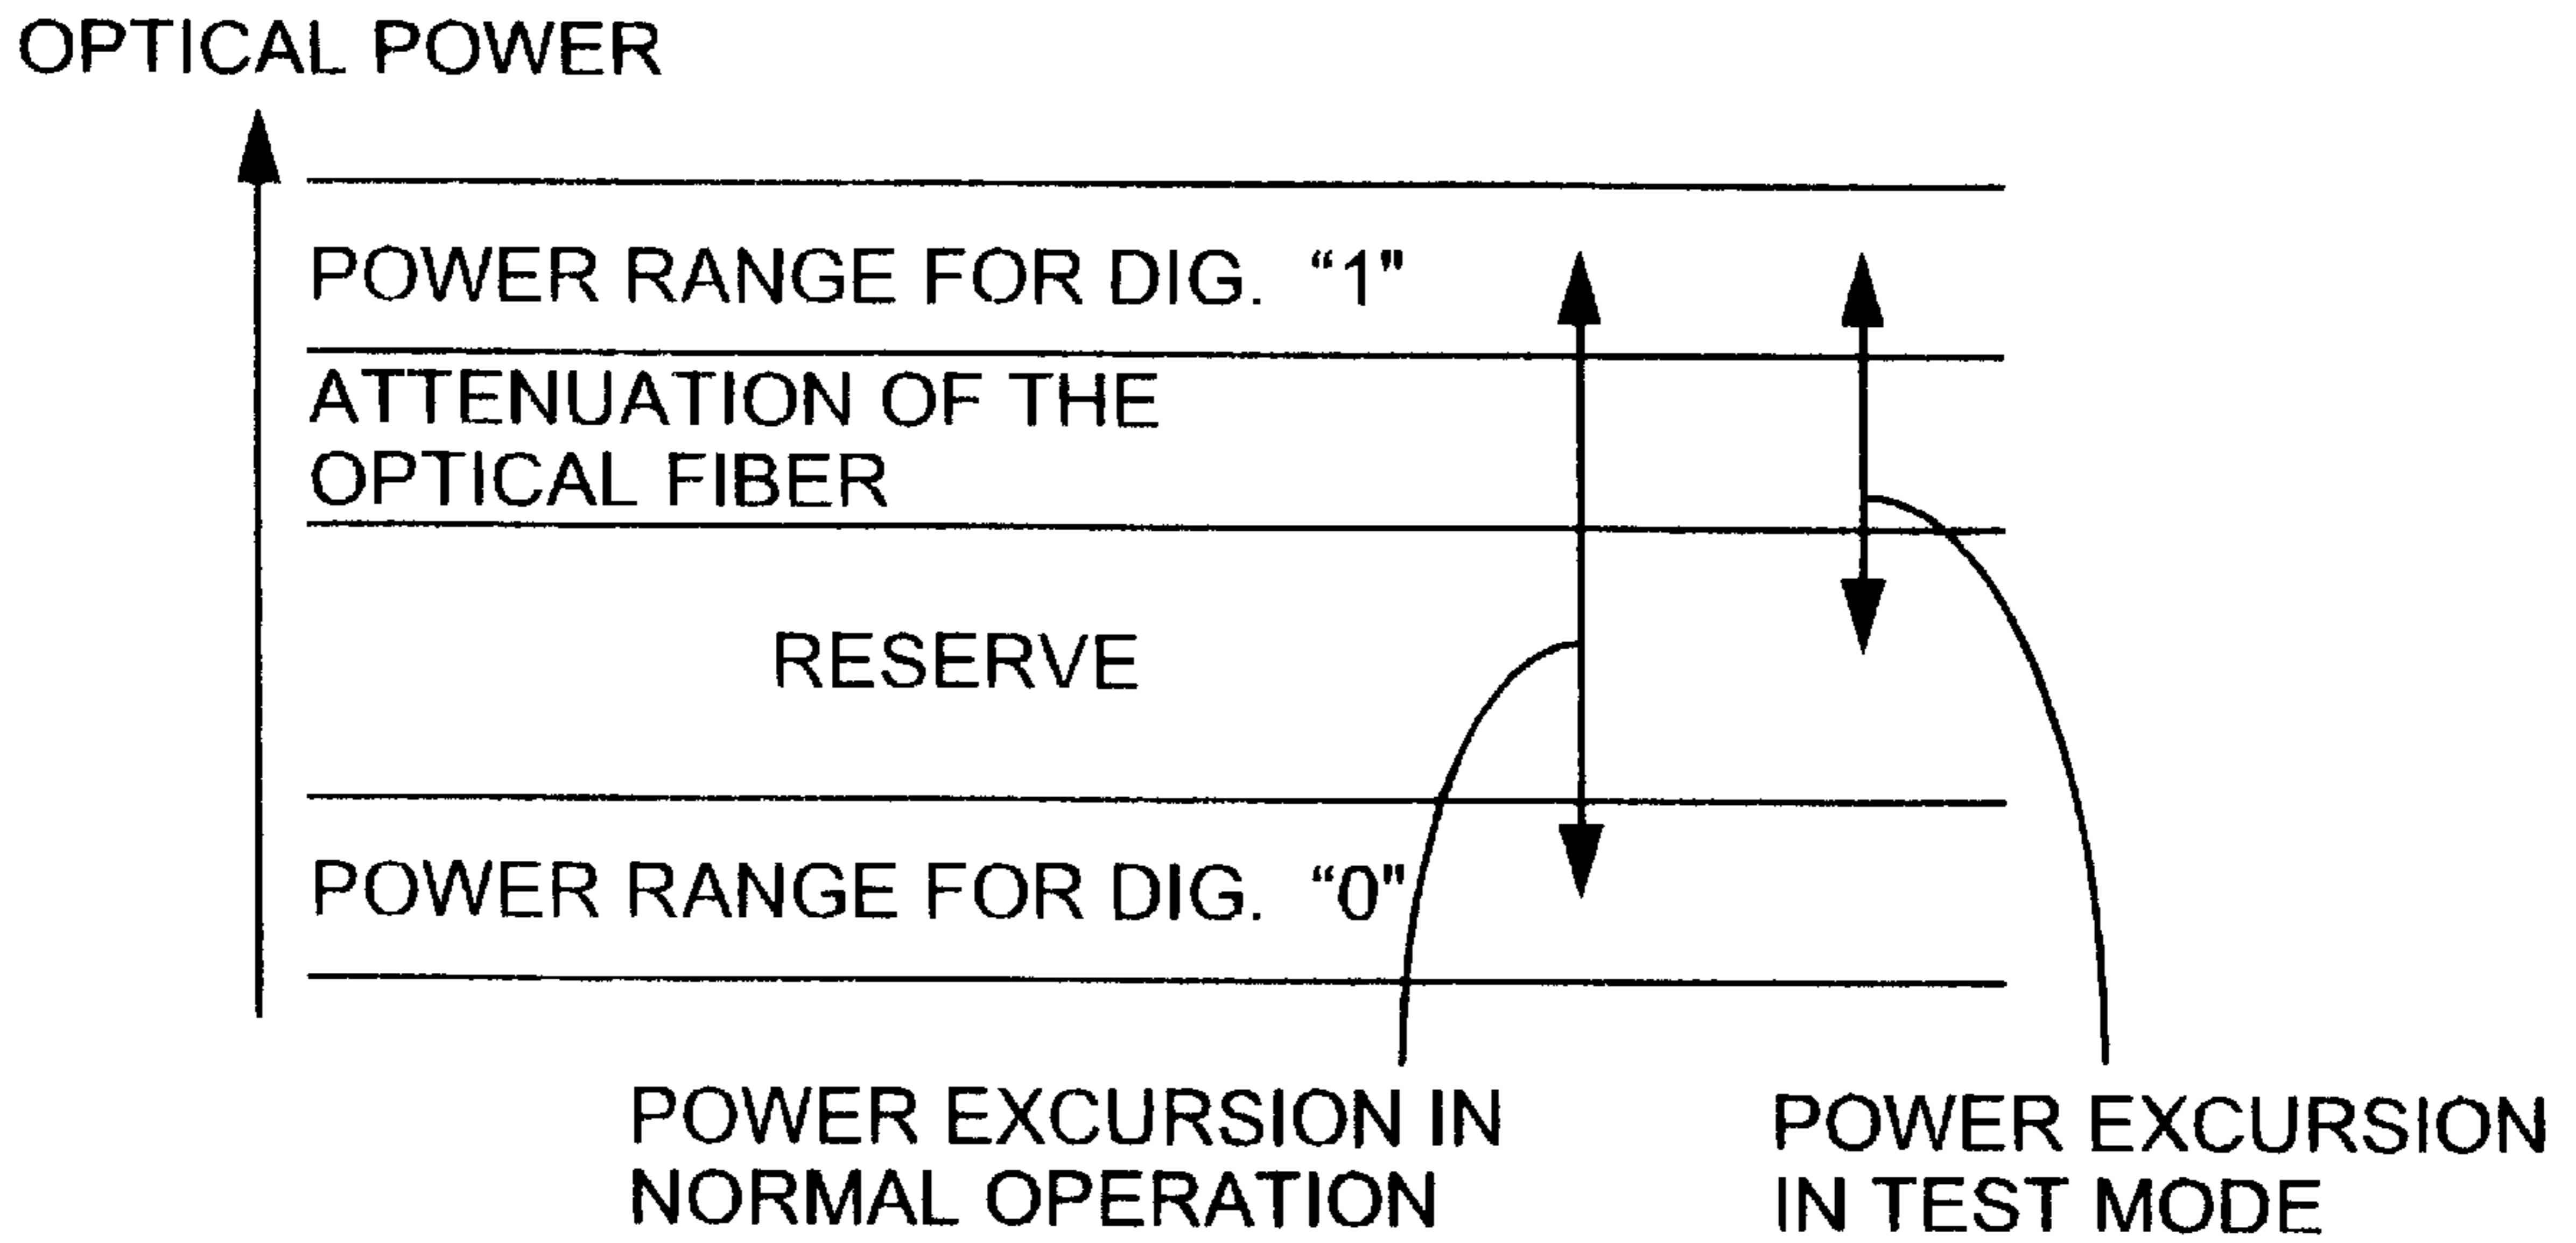 OPTICAL POWER
POWER RANGE FOR DIG. “1"
ATTENUATION OF THE
OPTICAL FIBER
RESERVE
POWER RANGE FOR DIG. “0"
POWER EXCURSION IN
NORMAL OPERATION
POWER EXCURSION
IN TEST MODE